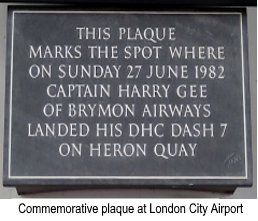 THIS PLAQUE
MARKS THE SPOT WHERE
ON SUNDAY 27 JUNE 1982
CAPTAIN HARRY GEE
OF BRYMON AIRWAYS
LANDED HIS DHC DASH 7
ON HERON QUAY
Commemorative plaque at London City Airport